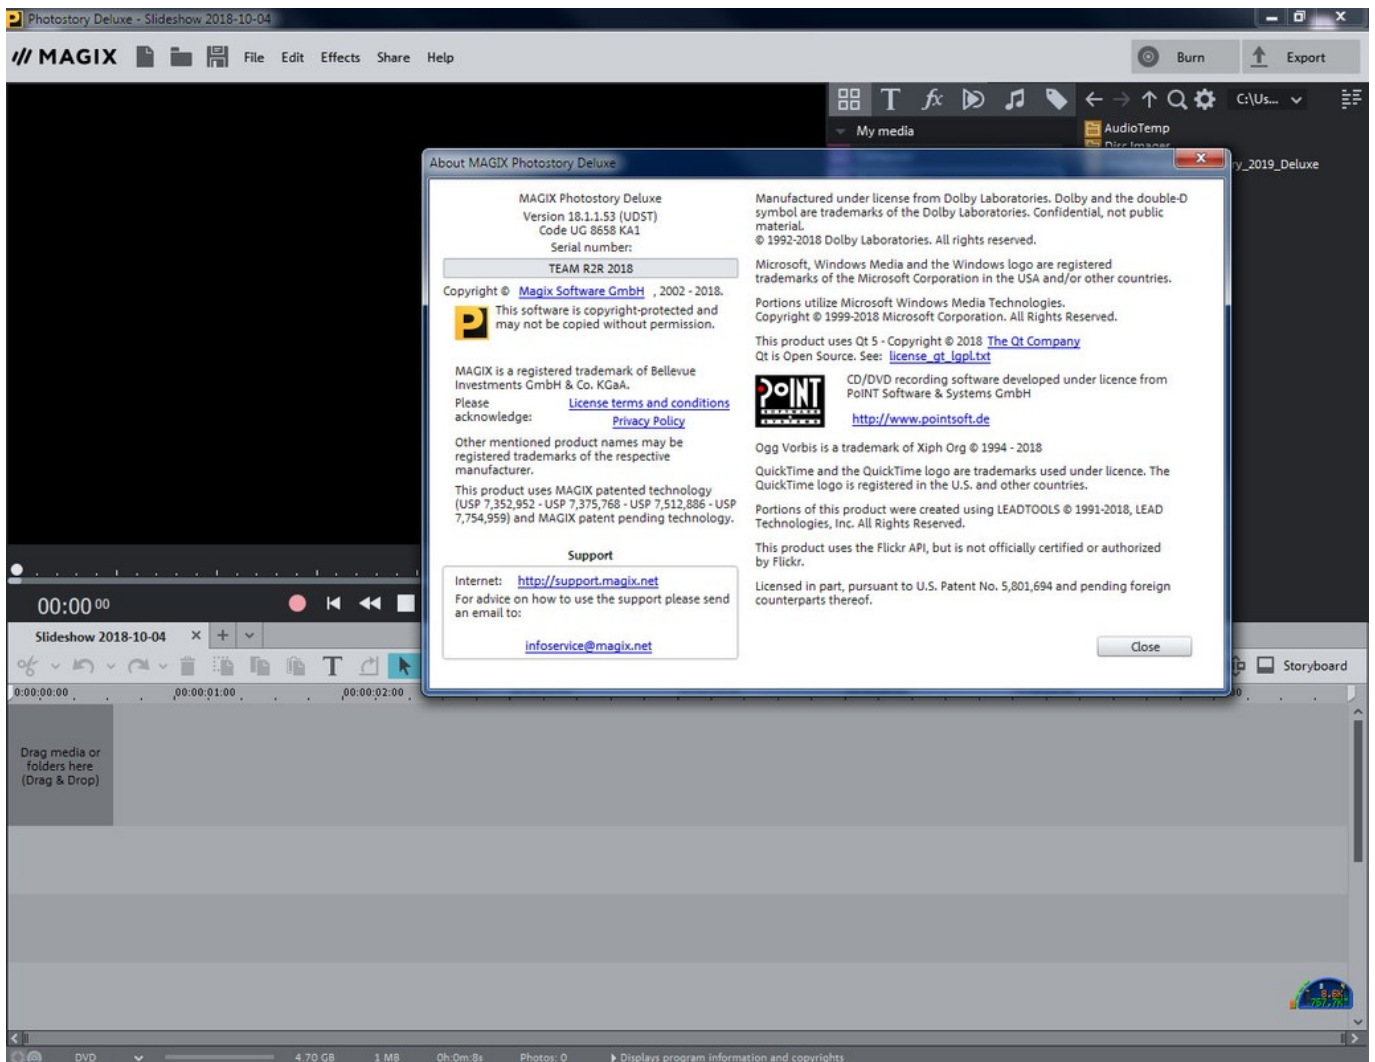 Photostory Deluxe - Slideshow 2018-10-04
MAGIX File Edit Effects Share Help Burn Export
C:\Us...
My media
AudioTemp
Disc Images
ry_2019_Deluxe
About MAGIX Photostory Deluxe
MAGIX Photostory Deluxe
Version 18.1.1.53 (UDST)
Code UG 8658 KA1
Serial number:
TEAM R2R 2018
Copyright © Magix Software GmbH , 2002 - 2018.
This software is copyright-protected and
may not be copied without permission.
MAGIX is a registered trademark of Bellevue
Investments GmbH & Co. KGaA.
Please License terms and conditions
acknowledge: Privacy Policy
Other mentioned product names may be
registered trademarks of the respective
manufacturer.
This product uses MAGIX patented technology
(USP 7,352,952 - USP 7,375,768 - USP 7,512,886 - USP
7,754,959) and MAGIX patent pending technology.
Support
Internet: http://support.magix.net
For advice on how to use the support please send
an email to:
infoservice@magix.net
Manufactured under license from Dolby Laboratories. Dolby and the double-D
symbol are trademarks of the Dolby Laboratories. Confidential, not public
material.
© 1992-2018 Dolby Laboratories. All rights reserved.
Microsoft, Windows Media and the Windows logo are registered
trademarks of the Microsoft Corporation in the USA and/or other countries.
Portions utilize Microsoft Windows Media Technologies.
Copyright © 1999-2018 Microsoft Corporation. All Rights Reserved.
This product uses Qt 5 - Copyright © 2018 The Qt Company
Qt is Open Source. See: license_qt_lgpl.txt
PoINT
SOFTWARE
SYSTEMS
CD/DVD recording software developed under licence from
PoINT Software & Systems GmbH
http://www.pointsoft.de
Ogg Vorbis is a trademark of Xiph Org © 1994 - 2018
QuickTime and the QuickTime logo are trademarks used under licence. The
QuickTime logo is registered in the U.S. and other countries.
Portions of this product were created using LEADTOOLS © 1991-2018, LEAD
Technologies, Inc. All Rights Reserved.
This product uses the Flickr API, but is not officially certified or authorized
by Flickr.
Licensed in part, pursuant to U.S. Patent No. 5,801,694 and pending foreign
counterparts thereof.
Close
00:00 00
Slideshow 2018-10-04
Storyboard
0:00:00:00 00:00:01:00 00:00:02:00
Drag media or
folders here
(Drag & Drop)
8.6K
757.7K
DVD 4.70 GB 1 MB 0h:0m:8s Photos: 0 Displays program information and copyrights